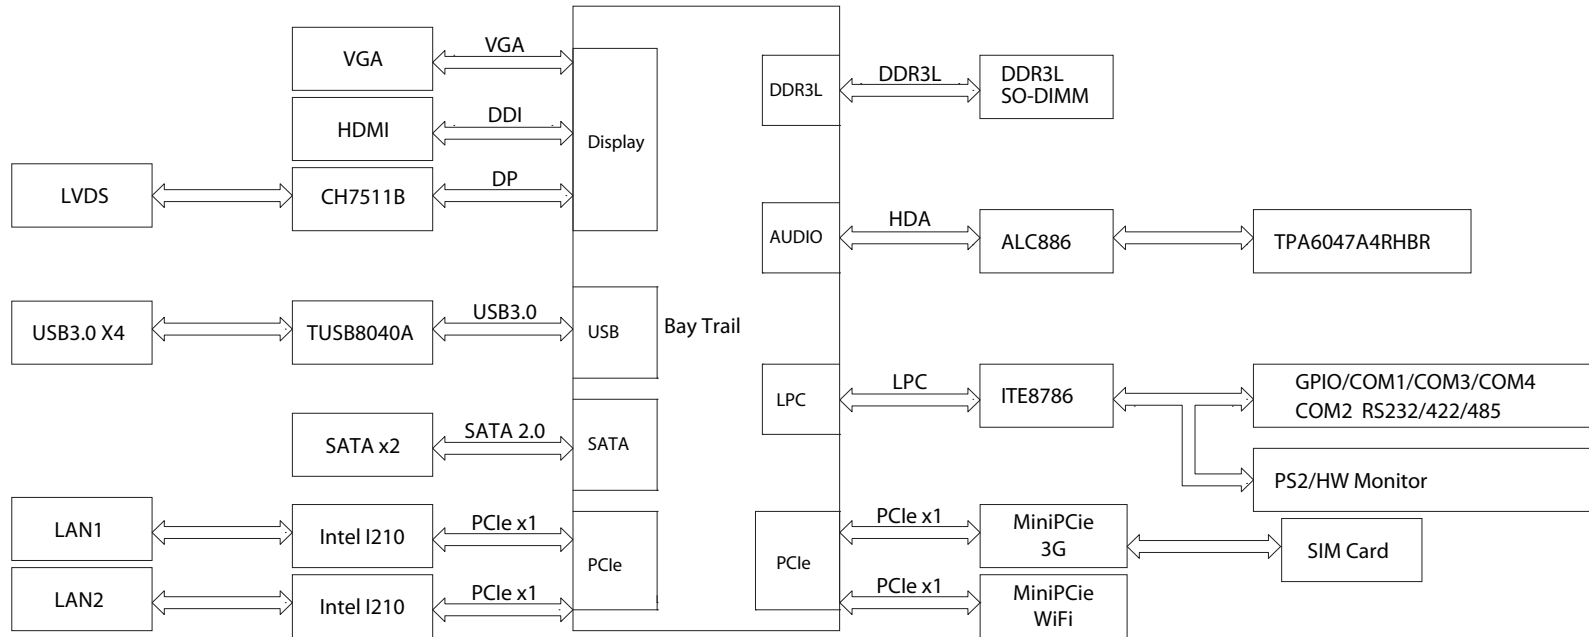 VGA
VGA
HDMI
DDI
Display
LVDS
CH7511B
DP
USB3.0 X4
TUSB8040A
USB3.0
USB
Bay Trail
SATA x2
SATA 2.0
SATA
LAN1
Intel I210
PCIe x1
PCIe
LAN2
Intel I210
PCIe x1
DDR3L
DDR3L
DDR3L
SO-DIMM
AUDIO
HDA
ALC886
TPA6047A4RHBR
LPC
LPC
ITE8786
GPIO/COM1/COM3/COM4
COM2 RS232/422/485
PS2/HW Monitor
PCIe
PCIe x1
MiniPCie
3G
SIM Card
PCIe x1
MiniPCie
WiFi